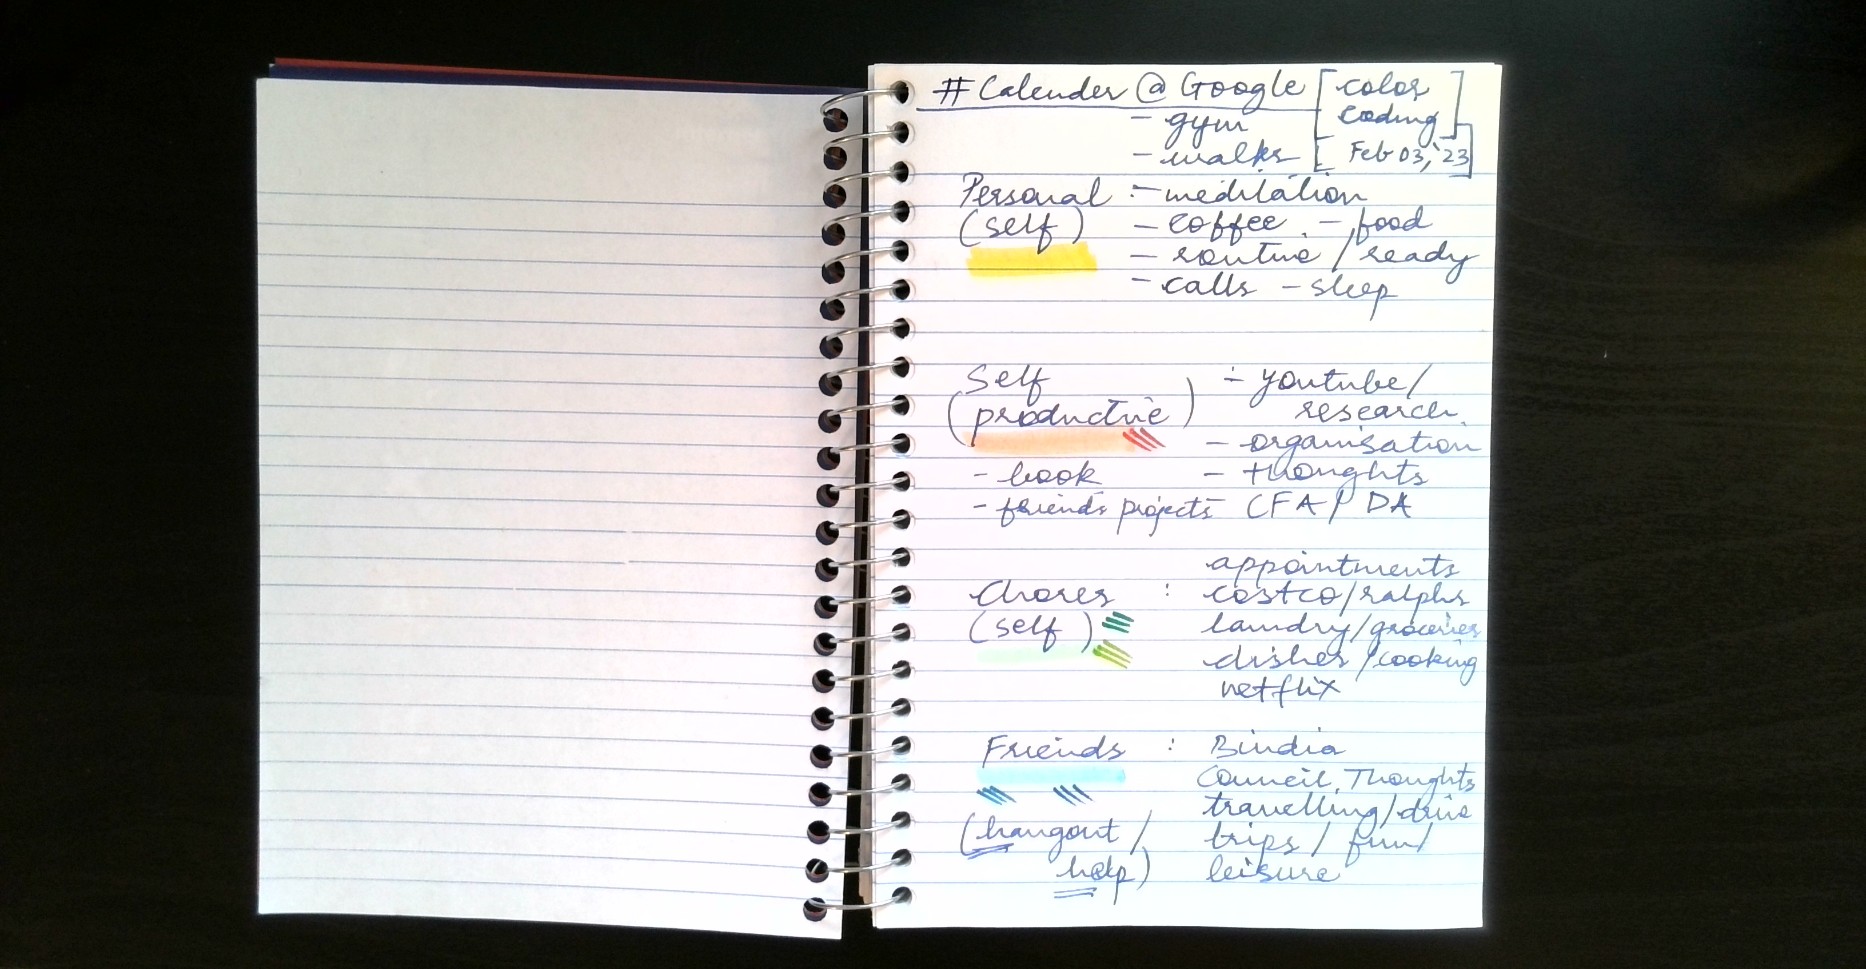 # Calender @ Google [color
coding]
- gym
- walks [Feb 03, '23]
Personal :- meditation
(self) - coffee - food
- routine / ready
- calls - sleep
Self :- youtube/
(productive) research
- organisation
- book - thoughts
- friends projects - CFA / DA
appointments
Chores : costco/ralphs
(self) laundry/groceries
dishes / cooking
netflix
Friends : Bindia
Council, Thoughts
travelling/drive
(hangout / trips / fun/
help) leisure